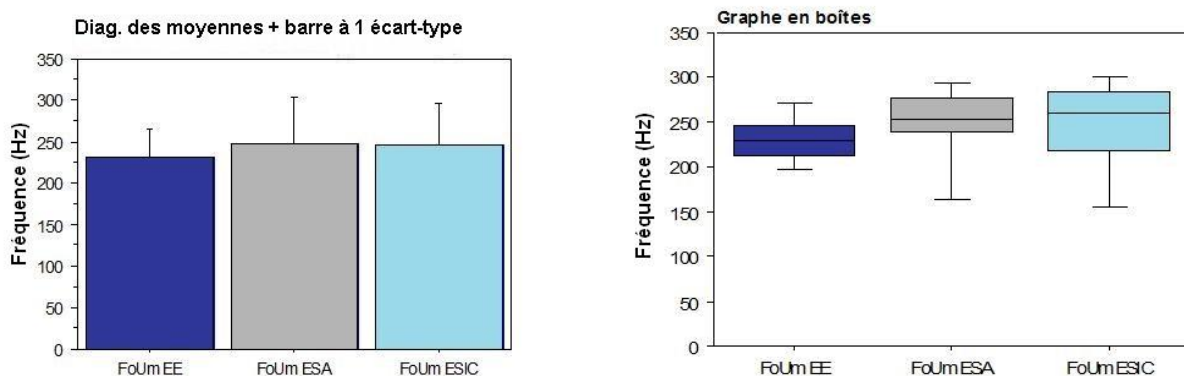 Diag. des moyennes + barre à 1 écart-type
Fréquence (Hz)
350
300
250
200
150
100
50
0
FoUm EE FoUm ESA FoUm ESIC
Graphe en boîtes
Fréquence (Hz)
350
300
250
200
150
100
50
0
FoUm EE FoUm ESA FoUm ESIC